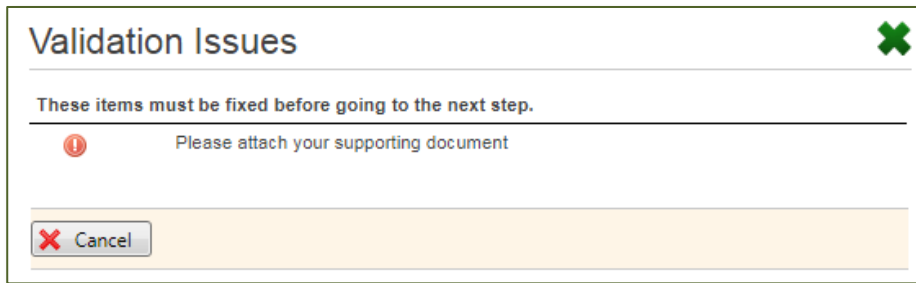 Validation Issues
These items must be fixed before going to the next step.
Please attach your supporting document
Cancel